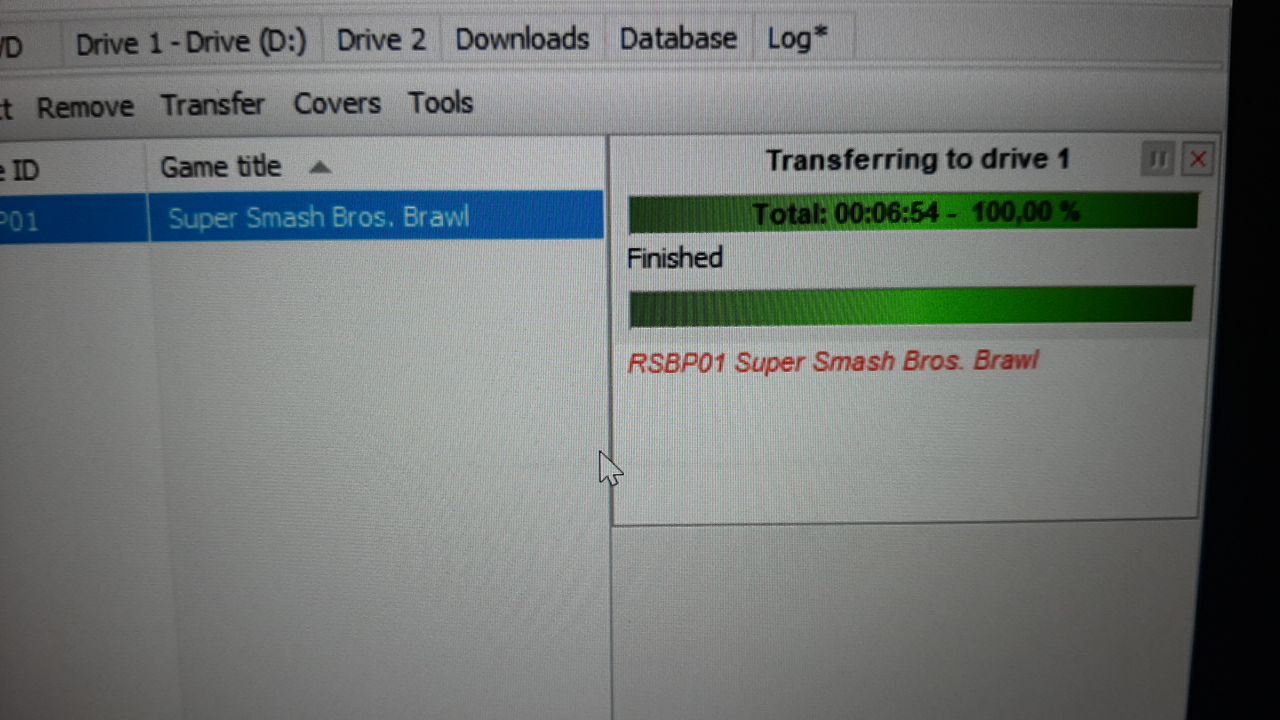 Drive 1 - Drive (D:) Drive 2 Downloads Database Log*
Remove Transfer Covers Tools
ID Game title
P01 Super Smash Bros. Brawl
Transferring to drive 1
Total: 00:06:54 - 100,00 %
Finished
RSBP01 Super Smash Bros. Brawl